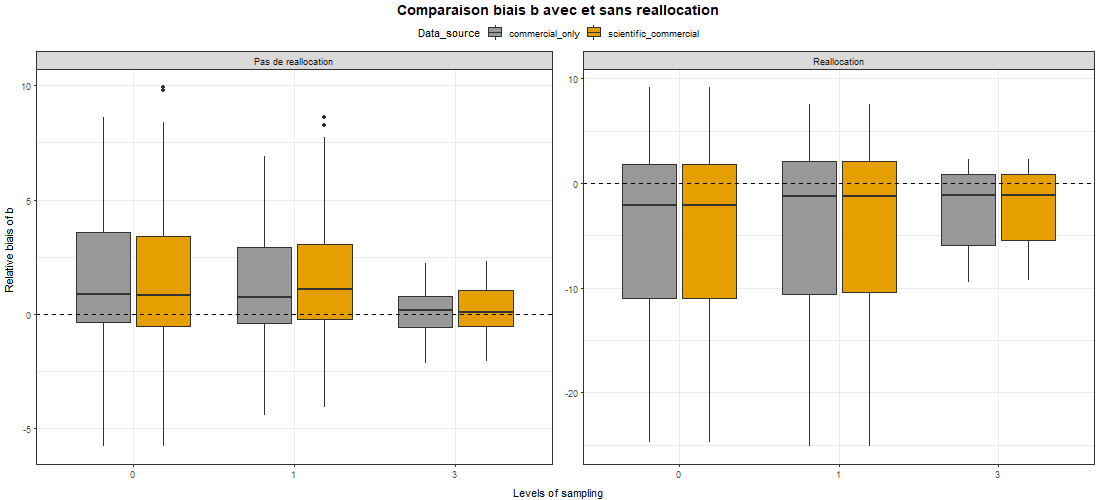 Comparaison biais b avec et sans reallocation
Data_source commercial_only scientific_commercial
Pas de reallocation
Reallocation
Relative biais of b
10
5
0
-5
10
0
-10
-20
0 1 3
0 1 3
Levels of sampling